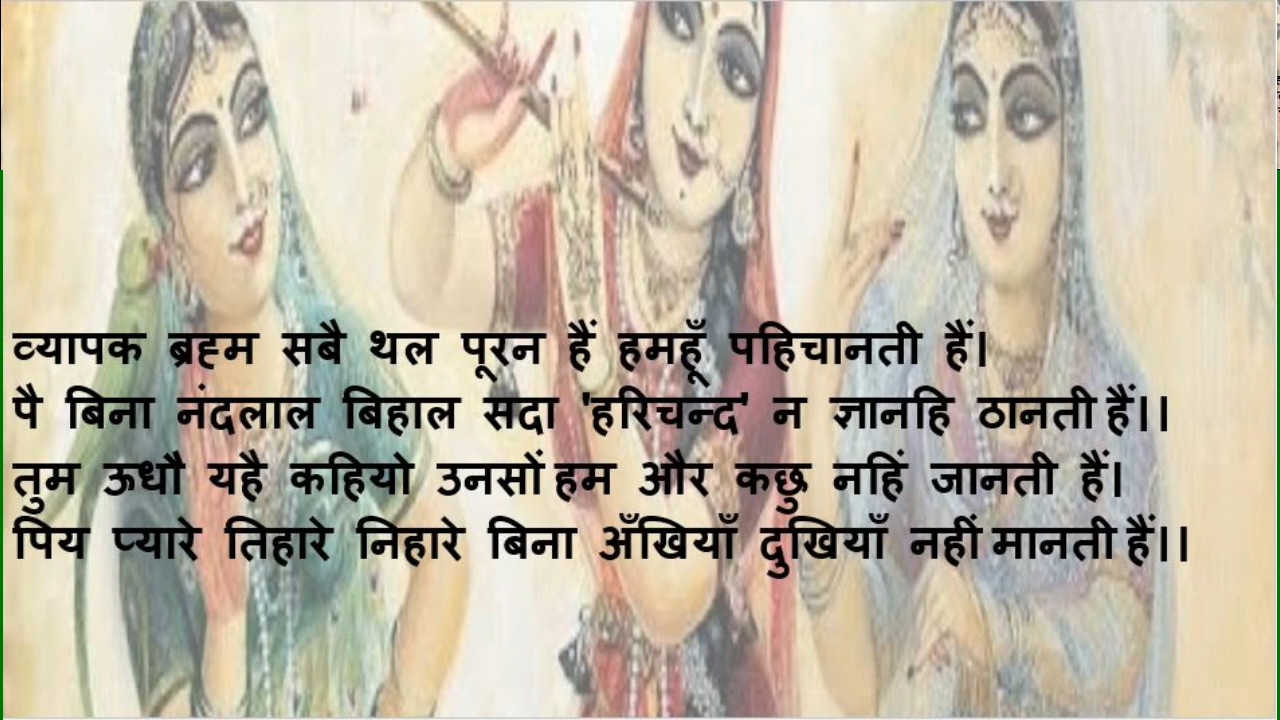 व्यापक ब्रह्म सबै थल पूरन हैं हमहूँ पहिचानती हैं।
पै बिना नंदलाल बिहाल सदा 'हरिचन्द' न ज्ञानहि ठानती हैं।।
तुम ऊधौ यहै कहियो उनसों हम और कछु नहिं जानती हैं।
पिय प्यारे तिहारे निहारे बिना अँखियाँ दुखियाँ नहीं मानती हैं।।